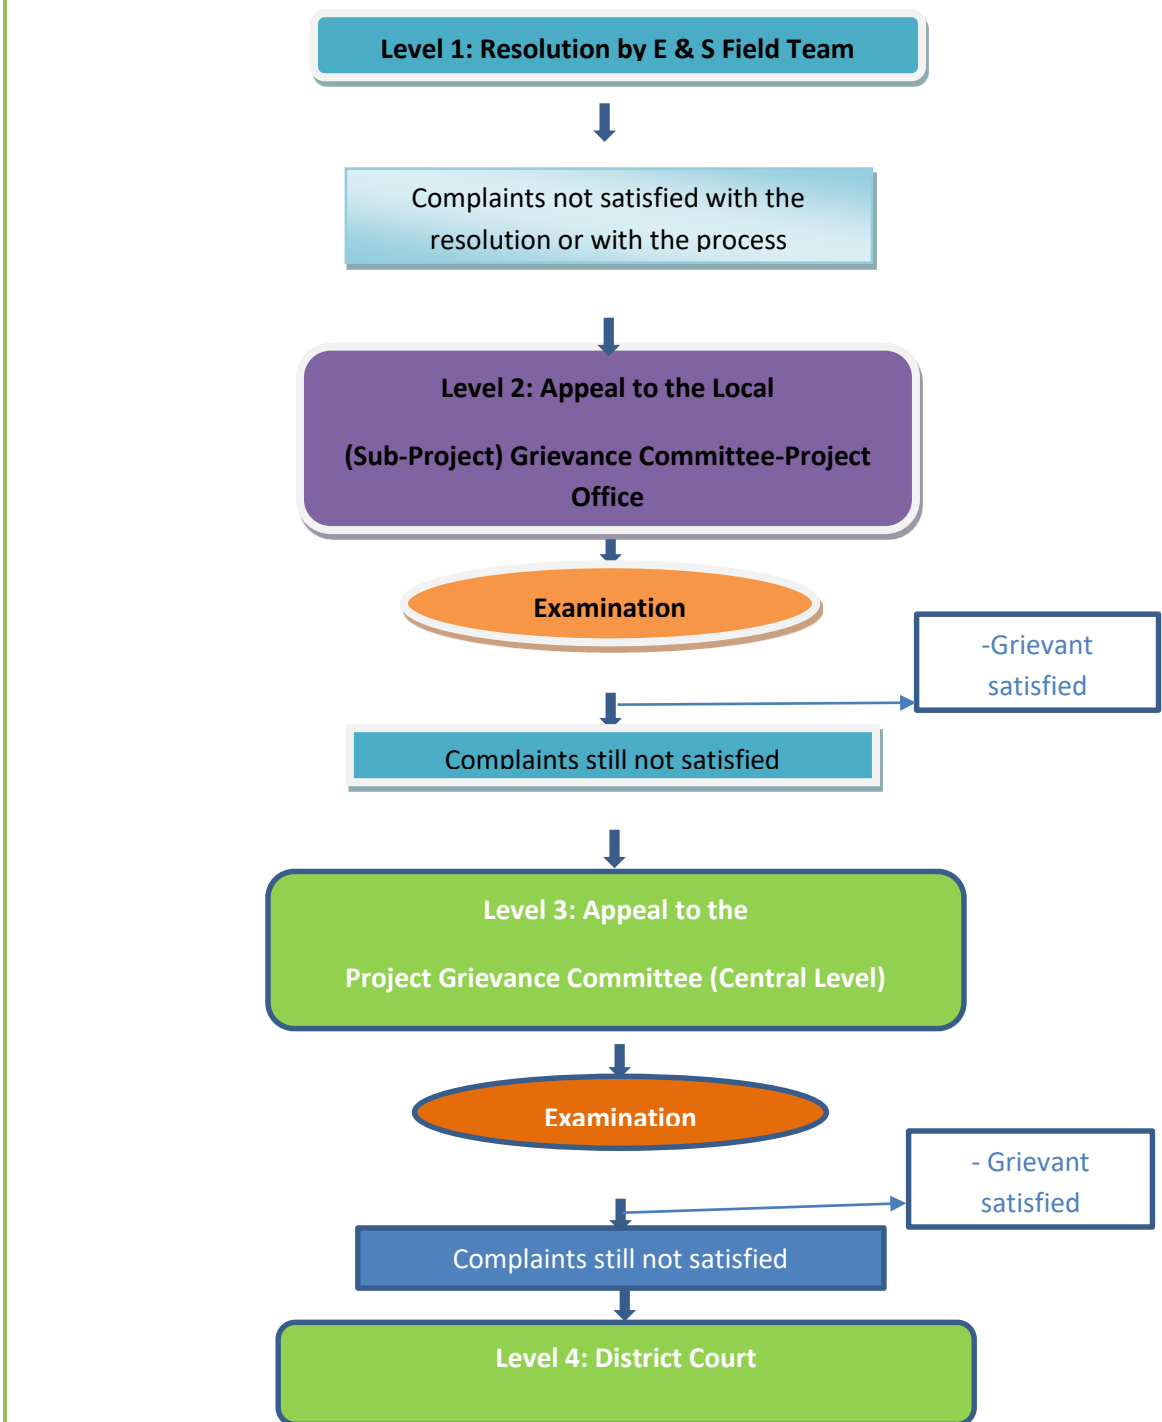 Level 1: Resolution by E & S Field Team
Complaints not satisfied with the
resolution or with the process
Level 2: Appeal to the Local
(Sub-Project) Grievance Committee-Project
Office
Examination
-Grievant
satisfied
Complaints still not satisfied
Level 3: Appeal to the
Project Grievance Committee (Central Level)
Examination
- Grievant
satisfied
Complaints still not satisfied
Level 4: District Court